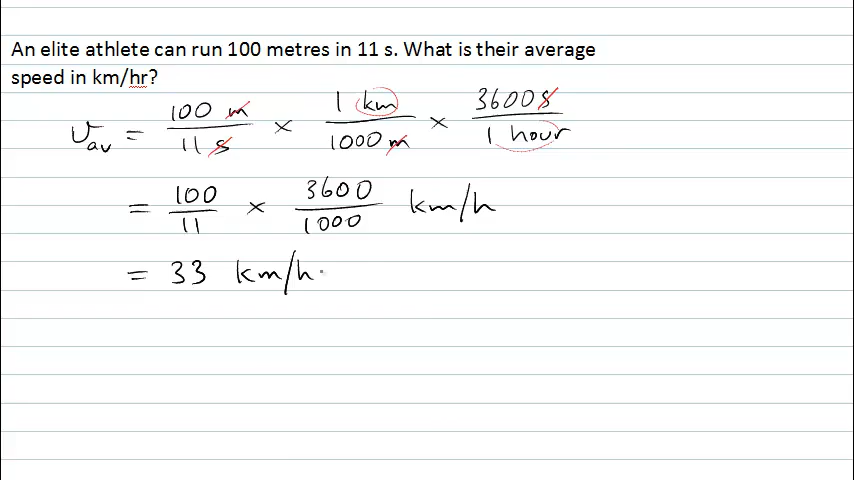 An elite athlete can run 100 metres in 11 s. What is their average
speed in km/hr?
v_av = 100 m / 11 s × 1 km / 1000 m × 3600 s / 1 hour
= 100 / 11 × 3600 / 1000 km/h
= 33 km/h.